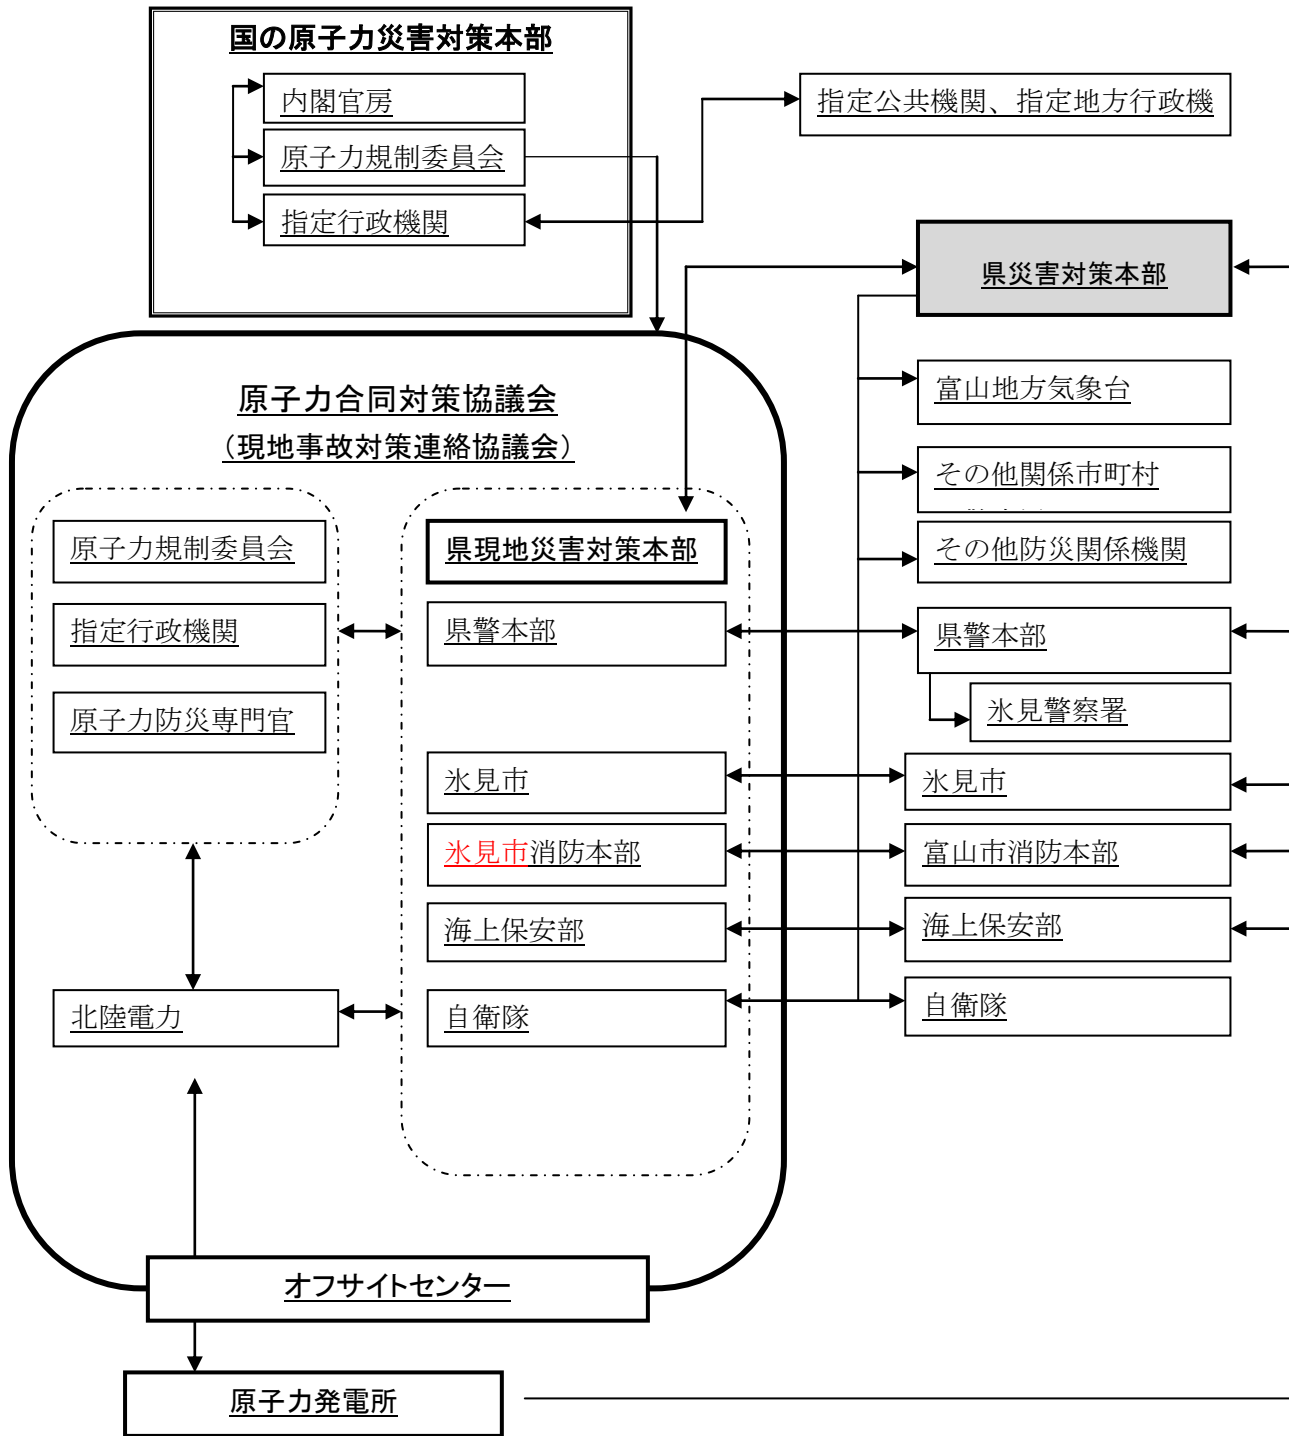 国の原子力災害対策本部
内閣官房
原子力規制委員会
指定行政機関
指定公共機関、指定地方行政機
県災害対策本部
富山地方気象台
その他関係市町村
その他防災関係機関
県警本部
氷見警察署
氷見市
富山市消防本部
海上保安部
自衛隊
原子力合同対策協議会
（現地事故対策連絡協議会）
原子力規制委員会
指定行政機関
原子力防災専門官
北陸電力
県現地災害対策本部
県警本部
氷見市
氷見市消防本部
海上保安部
自衛隊
オフサイトセンター
原子力発電所